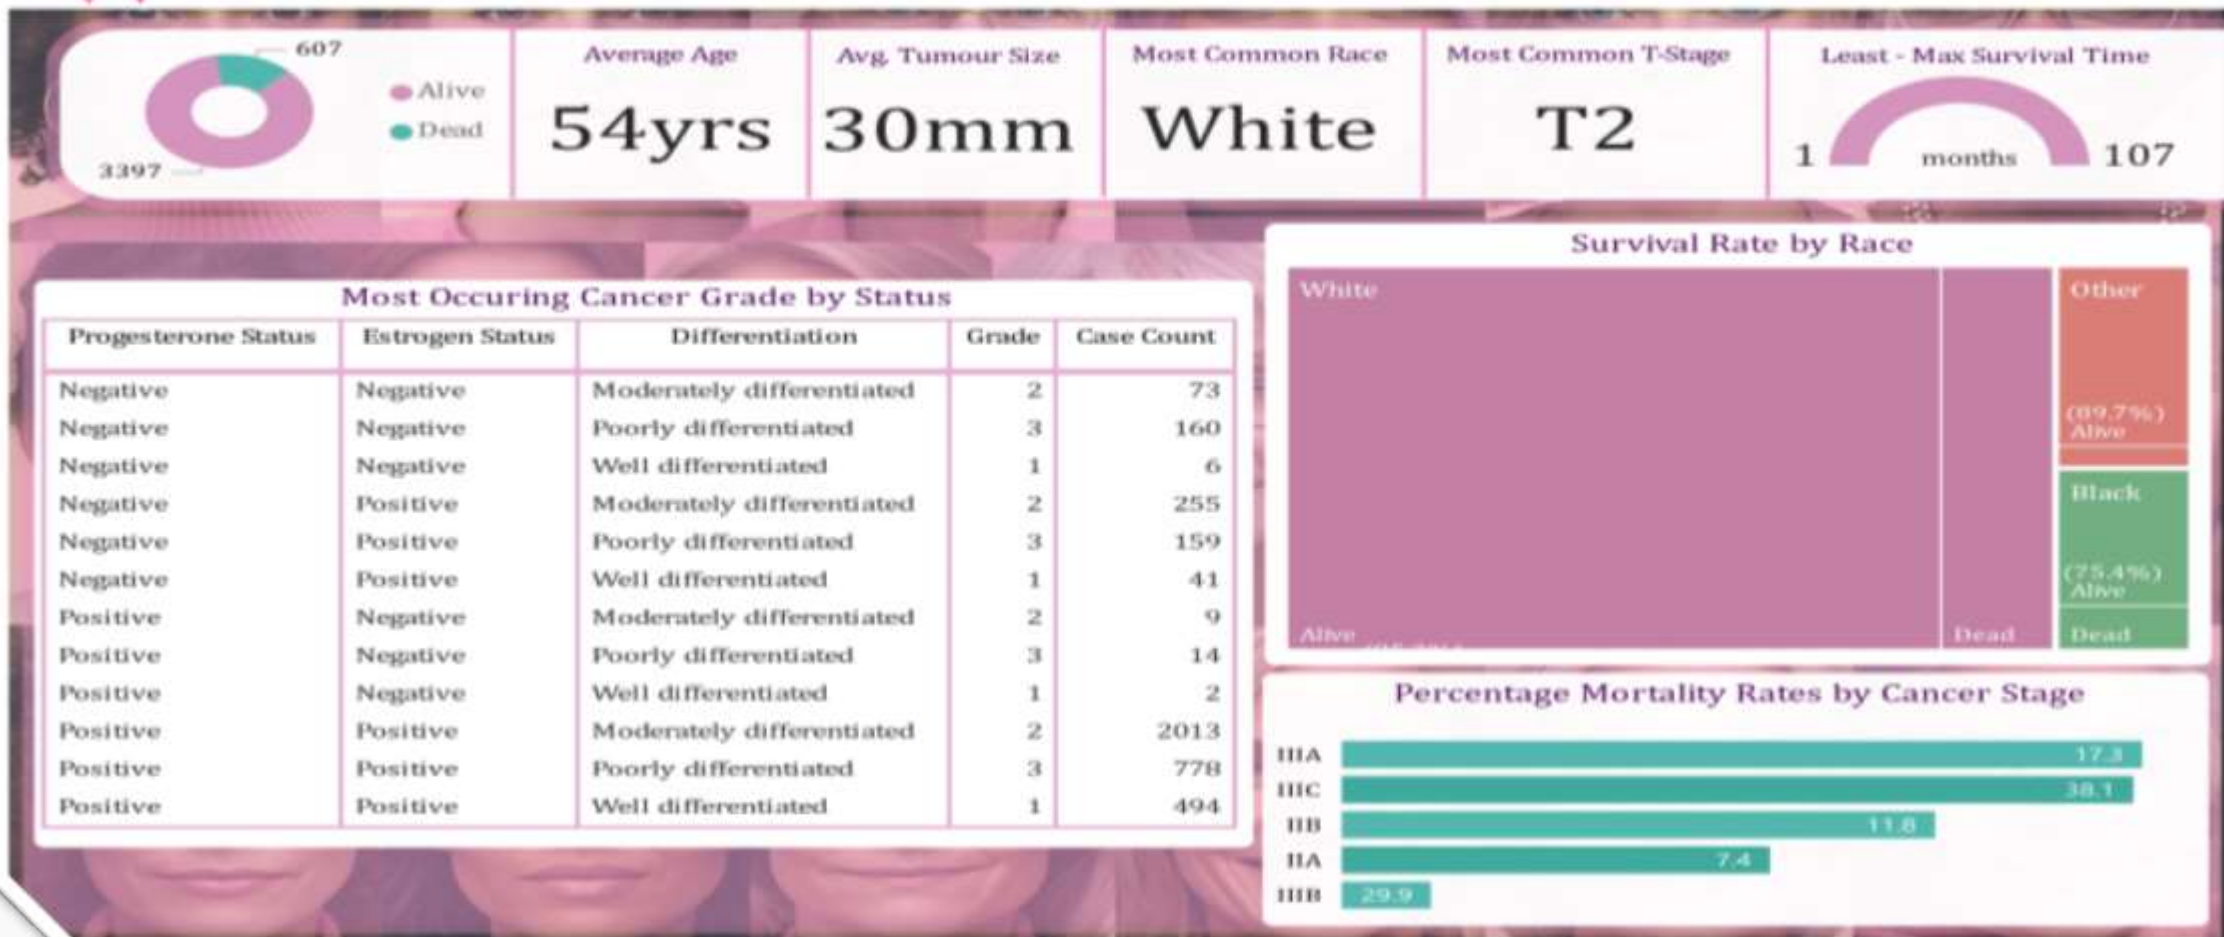 607
Alive
Dead
3397
Average Age
54yrs
Avg. Tumour Size
30mm
Most Common Race
White
Most Common T-Stage
T2
Least - Max Survival Time
1 months 107
Most Occuring Cancer Grade by Status
Progesterone Status Estrogen Status Differentiation Grade Case Count
Negative Negative Moderately differentiated 2 73
Negative Negative Poorly differentiated 3 160
Negative Negative Well differentiated 1 6
Negative Positive Moderately differentiated 2 255
Negative Positive Poorly differentiated 3 159
Negative Positive Well differentiated 1 41
Positive Negative Moderately differentiated 2 9
Positive Negative Poorly differentiated 3 14
Positive Negative Well differentiated 1 2
Positive Positive Moderately differentiated 2 2013
Positive Positive Poorly differentiated 3 778
Positive Positive Well differentiated 1 494
Survival Rate by Race
White
Alive
Dead
Other
(89.7%)
Alive
Black
(75.4%)
Alive
Dead
Percentage Mortality Rates by Cancer Stage
IIIA 17.3
IIIC 38.1
IIB 11.8
IIA 7.4
IIIB 29.9